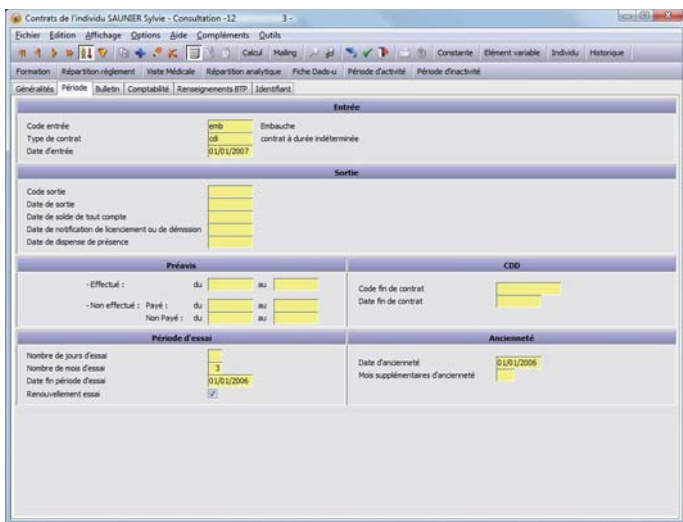 Contrats de l'individu SAUNIER Sylvie - Consultation -12 3 -
Fichier Edition Affichage Options Aide Compléments Outils
Calcul Mailing Constante Elément variable Individu Historique
Formation Répartition règlement Visite Médicale Répartition analytique Fiche Dads-u Période d'activité Période d'inactivité
Généralités Période Bulletin Comptabilité Renseignements BTP Identifiant
Entrée
Code entrée emb Embauche
Type de contrat cdi contrat à durée indéterminée
Date d'entrée 01/01/2007
Sortie
Code sortie
Date de sortie
Date de solde de tout compte
Date de notification de licenciement ou de démission
Date de dispense de présence
Préavis CDD
- Effectué : du au
Code fin de contrat
- Non effectué : Payé : du au
Date fin de contrat
Non Payé : du au
Période d'essai Ancienneté
Nombre de jours d'essai
Date d'ancienneté 01/01/2006
Nombre de mois d'essai 3
Mois supplémentaires d'ancienneté
Date fin période d'essai 01/01/2006
Renouvellement essai